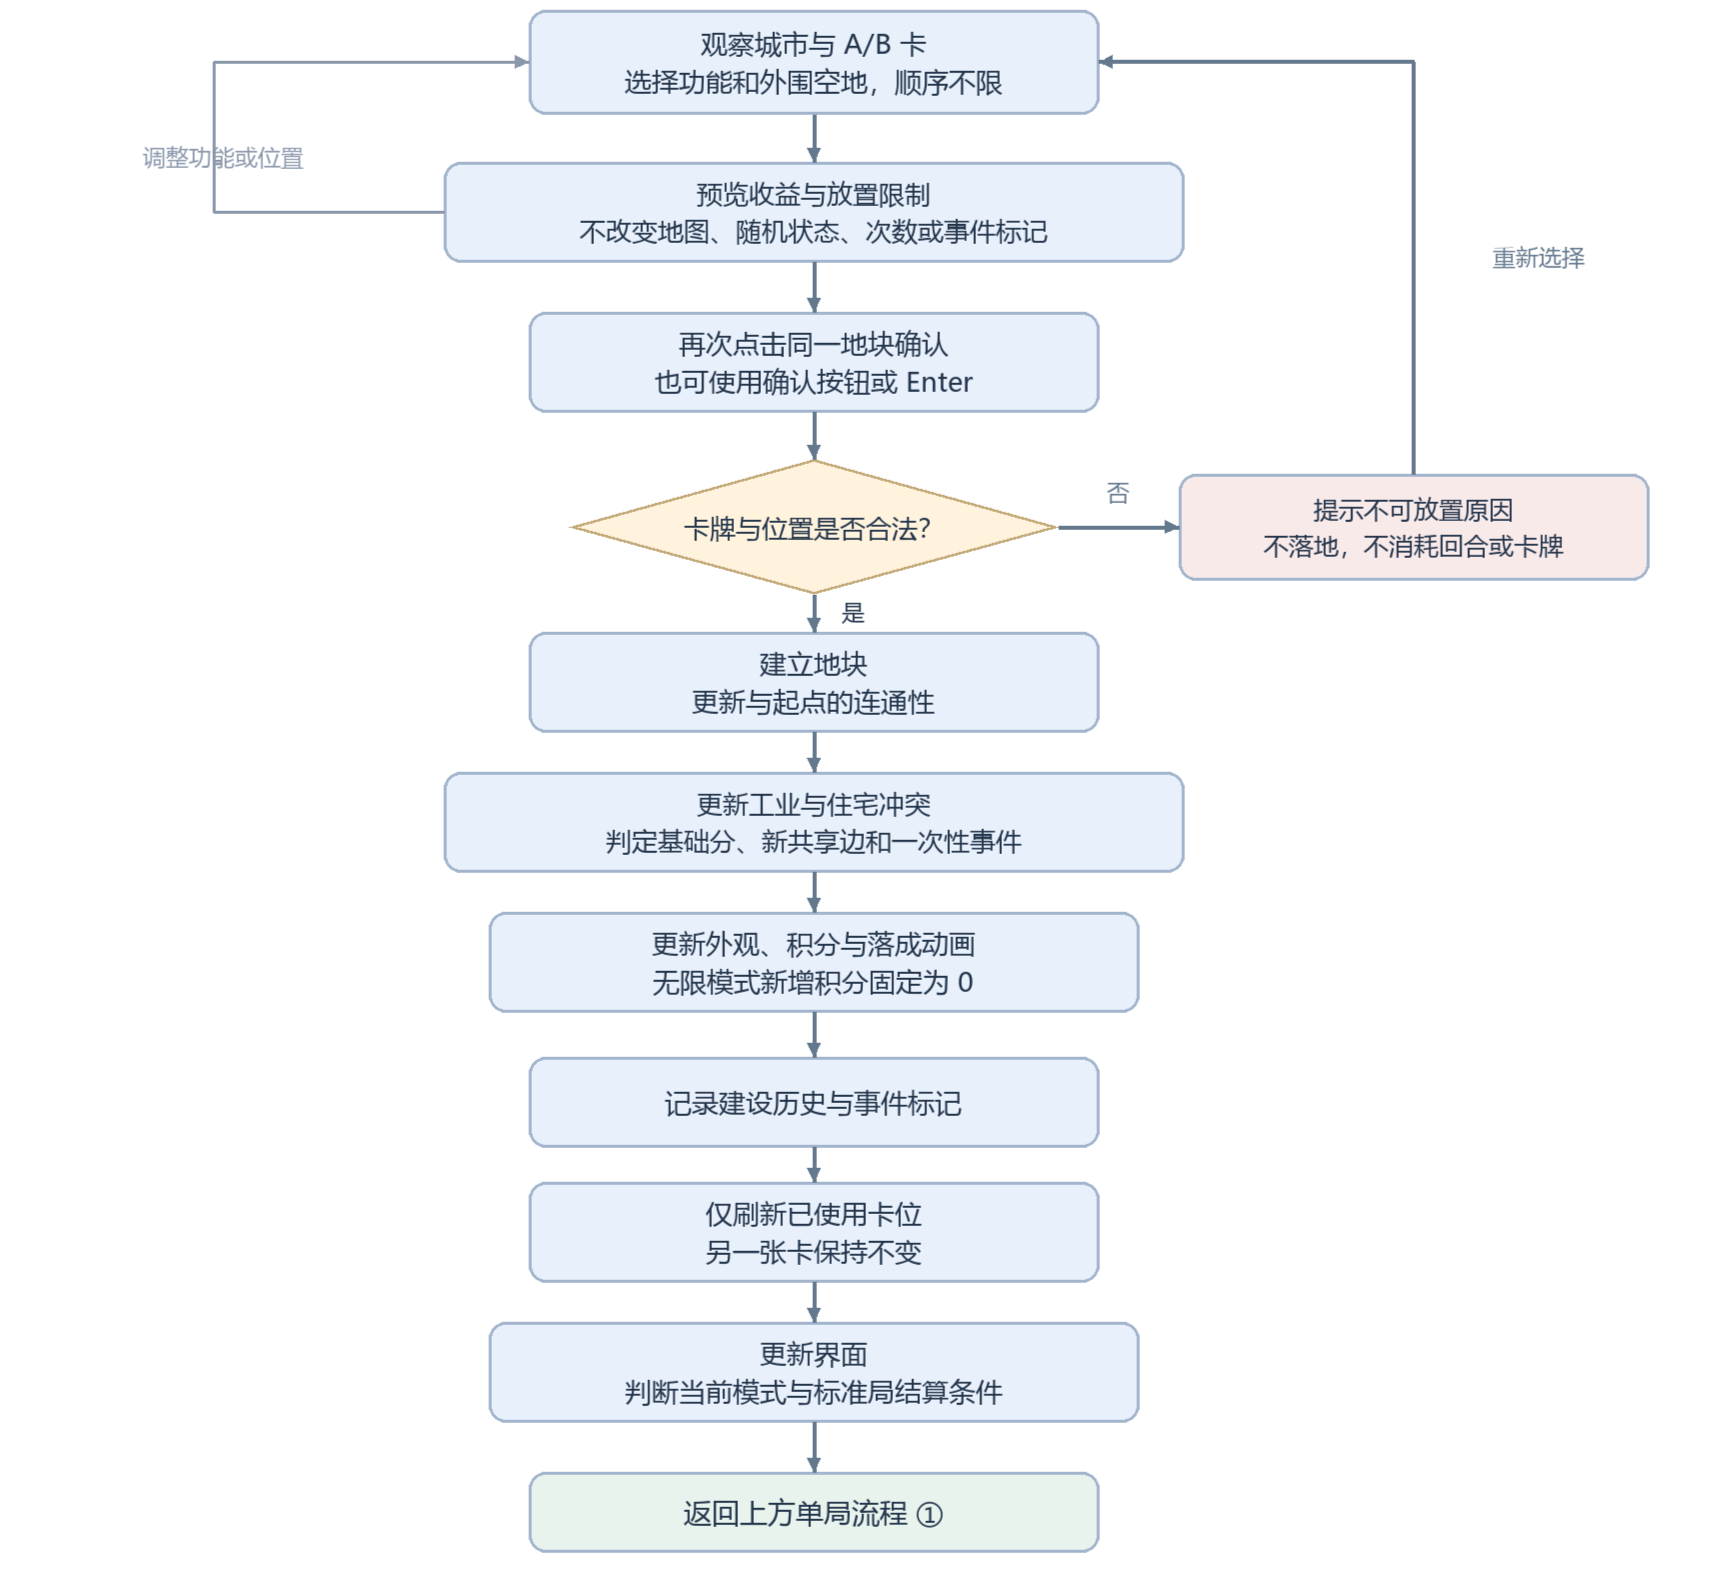 观察城市与 A/B 卡
选择功能和外围空地，顺序不限
调整功能或位置
预览收益与放置限制
不改变地图、随机状态、次数或事件标记
重新选择
再次点击同一地块确认
也可使用确认按钮或 Enter
卡牌与位置是否合法？
否
提示不可放置原因
不落地，不消耗回合或卡牌
是
建立地块
更新与起点的连通性
更新工业与住宅冲突
判定基础分、新共享边和一次性事件
更新外观、积分与落成动画
无限模式新增积分固定为 0
记录建设历史与事件标记
仅刷新已使用卡位
另一张卡保持不变
更新界面
判断当前模式与标准局结算条件
返回上方单局流程 ①